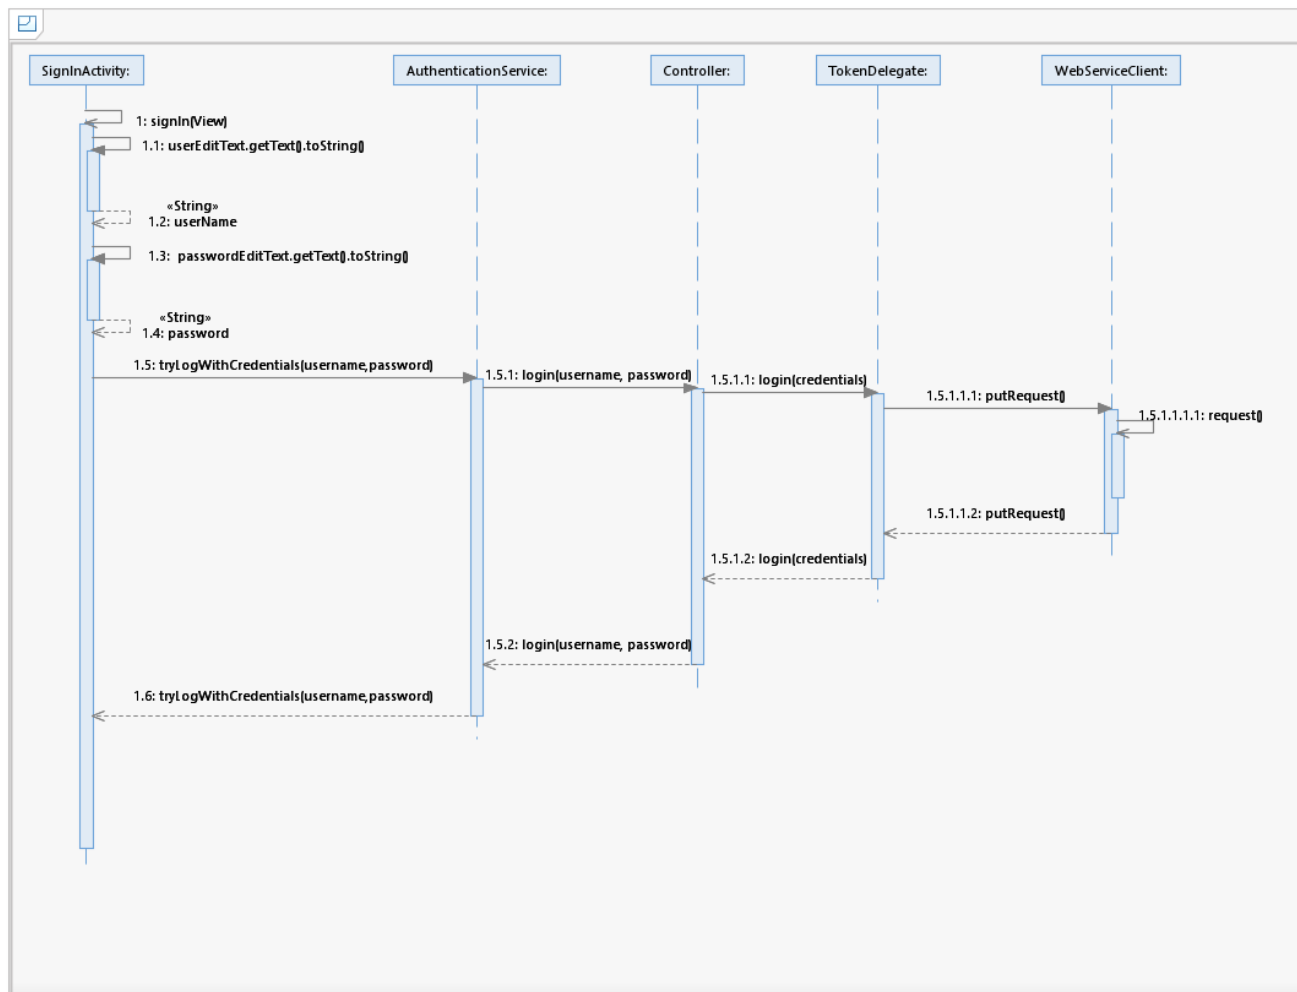 SignInActivity:
AuthenticationService:
Controller:
TokenDelegate:
WebServiceClient:
1: signIn(View)
1.1: userEditText.getText().toString()
«String»
1.2: userName
1.3: passwordEditText.getText().toString()
«String»
1.4: password
1.5: tryLogWithCredentials(username,password)
1.5.1: login(username, password)
1.5.1.1: login(credentials)
1.5.1.1.1: putRequest()
1.5.1.1.1.1: request()
1.5.1.1.2: putRequest()
1.5.1.2: login(credentials)
1.5.2: login(username, password)
1.6: tryLogWithCredentials(username,password)